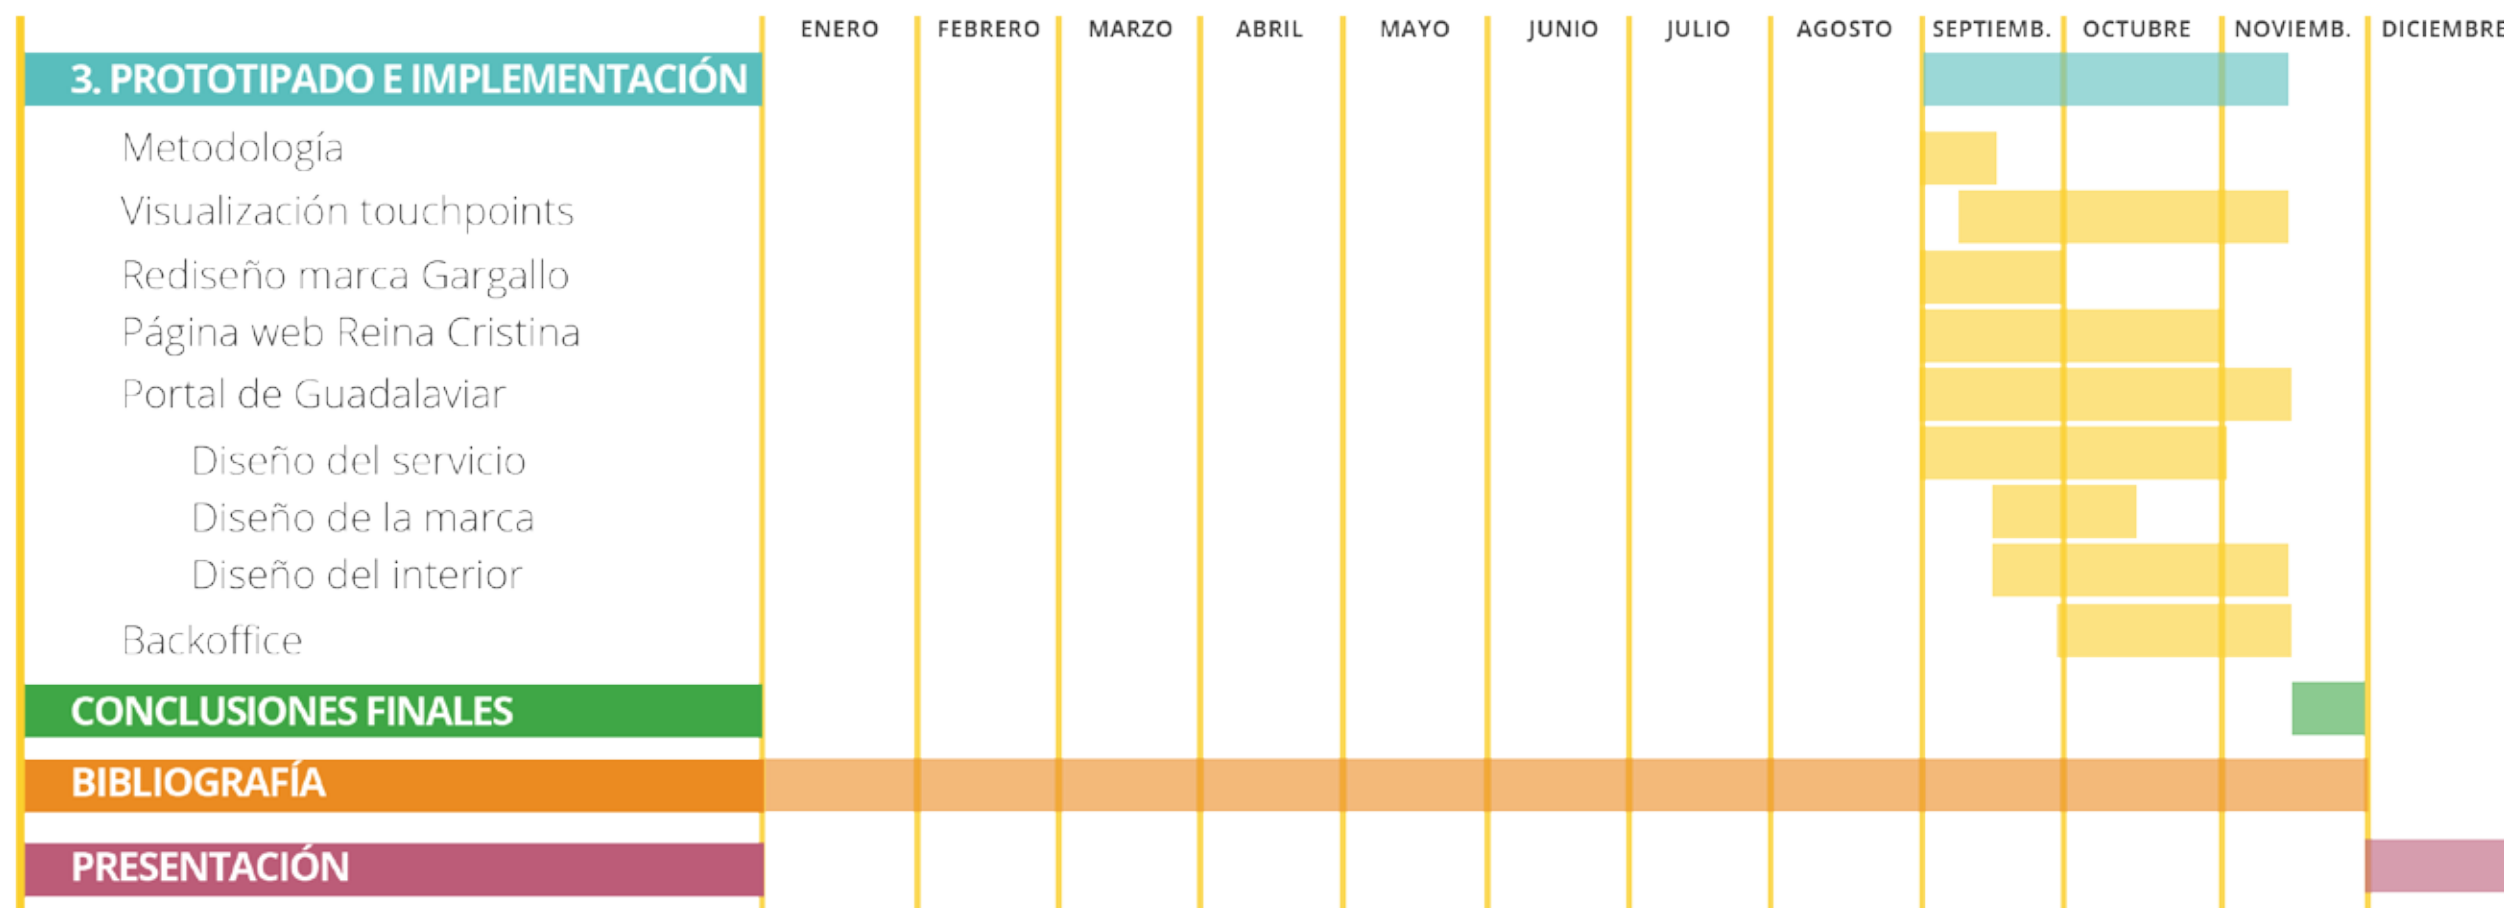 ENERO FEBRERO MARZO ABRIL MAYO JUNIO JULIO AGOSTO SEPTIEMB. OCTUBRE NOVIEMB. DICIEMBRE
3. PROTOTIPADO E IMPLEMENTACIÓN
Metodología
Visualización touchpoints
Rediseño marca Gargallo
Página web Reina Cristina
Portal de Guadalaviar
Diseño del servicio
Diseño de la marca
Diseño del interior
Backoffice
CONCLUSIONES FINALES
BIBLIOGRAFÍA
PRESENTACIÓN